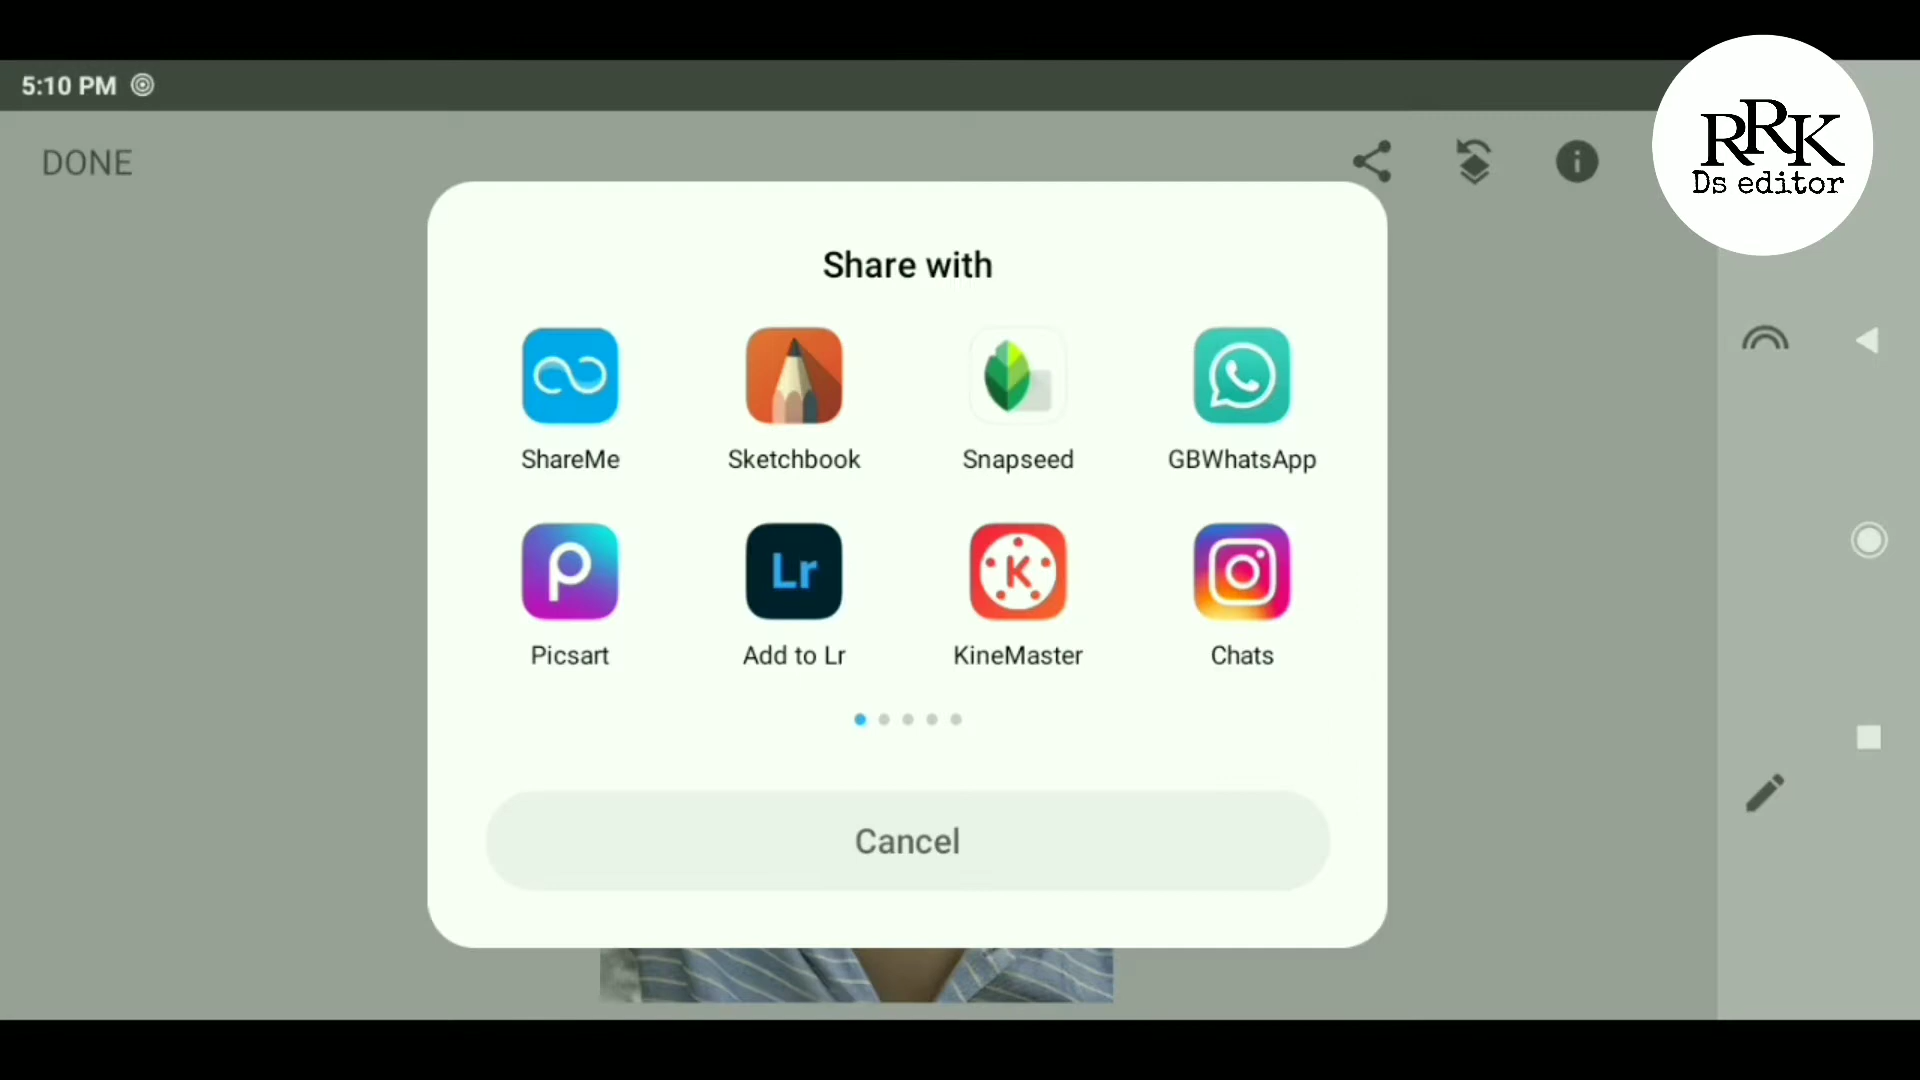 5:10 PM
DONE
RRK
Ds editor
Share with
ShareMe
Sketchbook
Snapseed
GBWhatsApp
Lr
K
Picsart
Add to Lr
KineMaster
Chats
Cancel